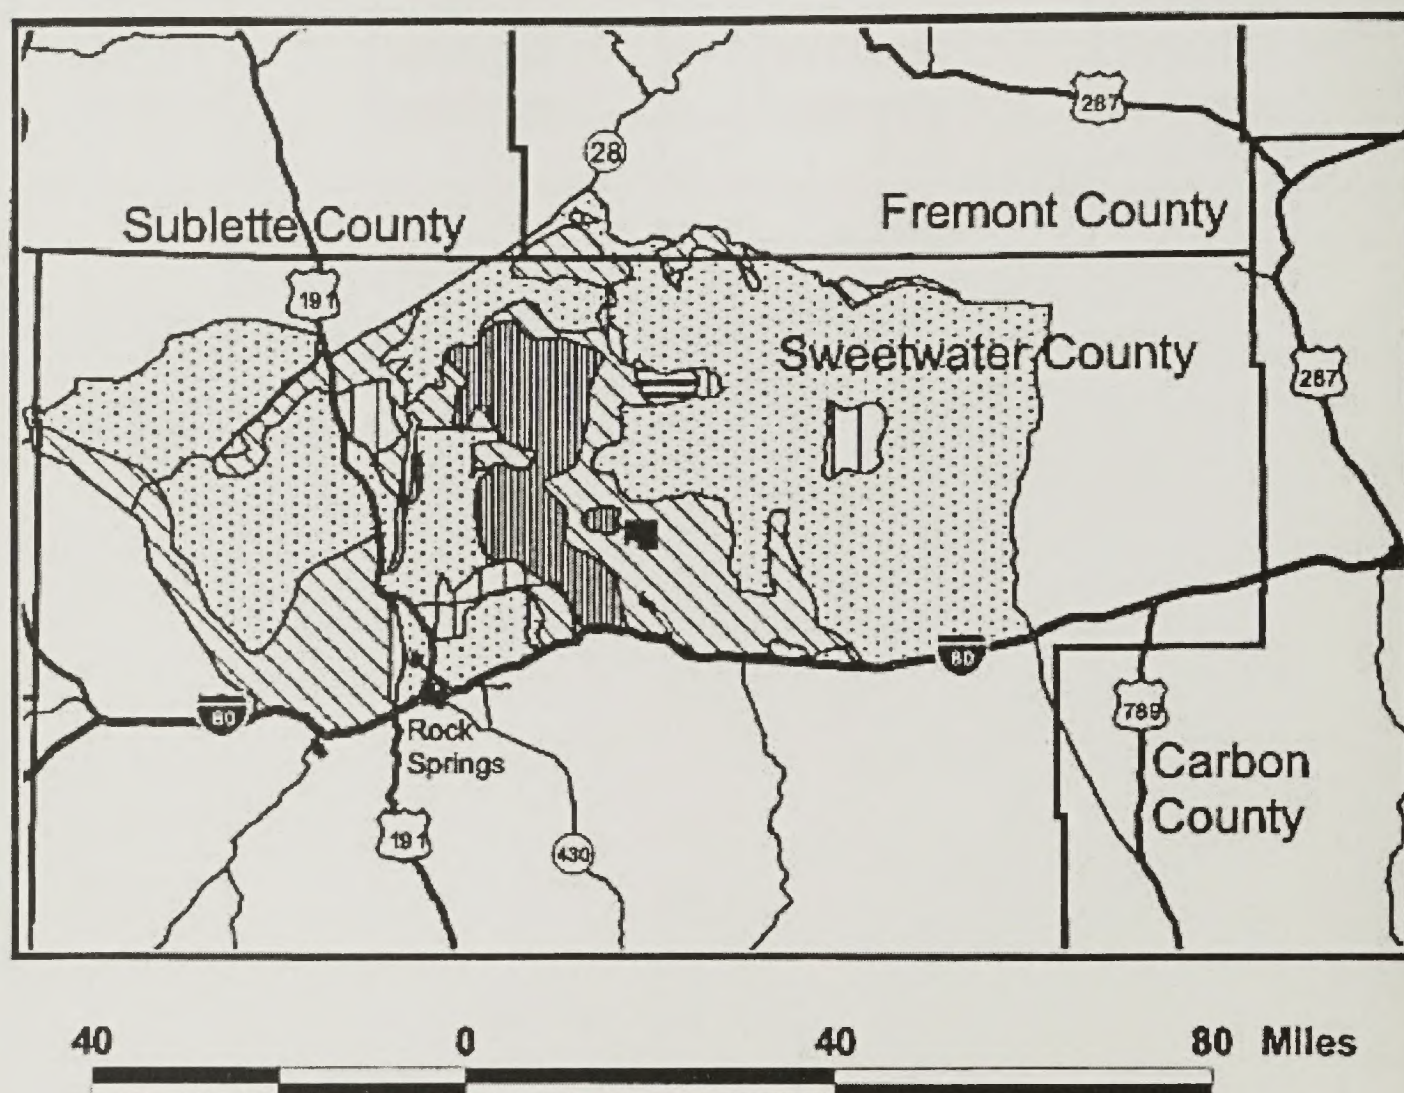 287
28
Sublette County
Fremont County
191
Sweetwater County
287
80
80
789
Rock
Springs
Carbon
County
191
430
40 0 40 80 Miles